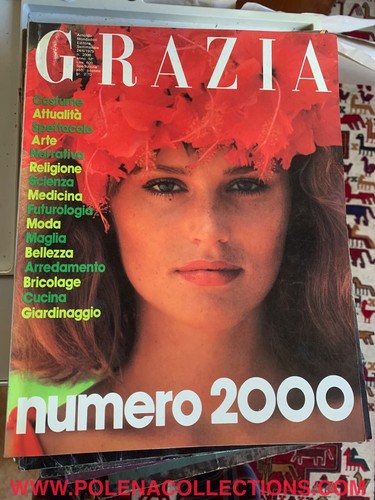 GRAZIA
Costume
Attualità
Spettacolo
Arte
Narrativa
Religione
Scienza
Medicina
Futurologia
Moda
Maglia
Bellezza
Arredamento
Bricolage
Cucina
Giardinaggio
numero 2000
WWW.POLENACOLLECTIONS.COM